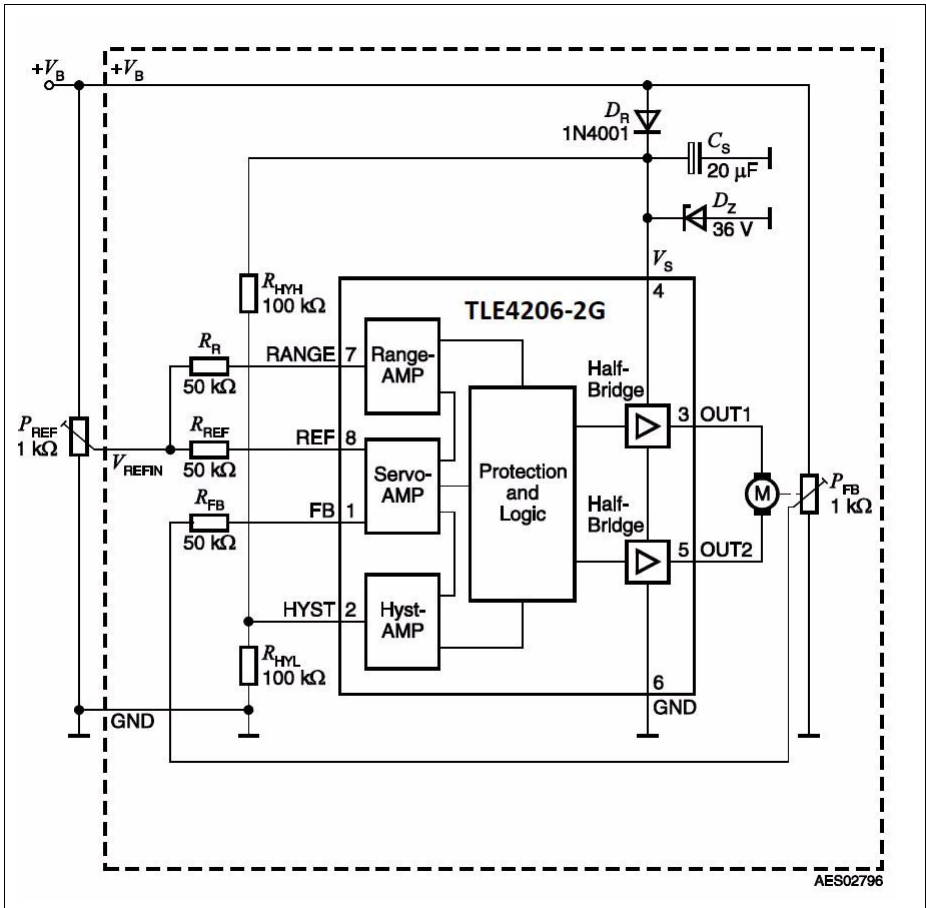 +VB
+VB
DR
1N4001
CS
20 µF
DZ
36 V
VS
4
RHYH
100 kΩ
TLE4206-2G
RR
50 kΩ
RANGE 7
Range-
AMP
Half-
Bridge
3 OUT1
PREF
1 kΩ
VREFIN
RREF
50 kΩ
REF 8
Servo-
AMP
Protection
and
Logic
M
PFB
1 kΩ
RFB
50 kΩ
FB 1
Half-
Bridge
5 OUT2
HYST 2
Hyst-
AMP
RHYL
100 kΩ
6
GND
GND
AES02796